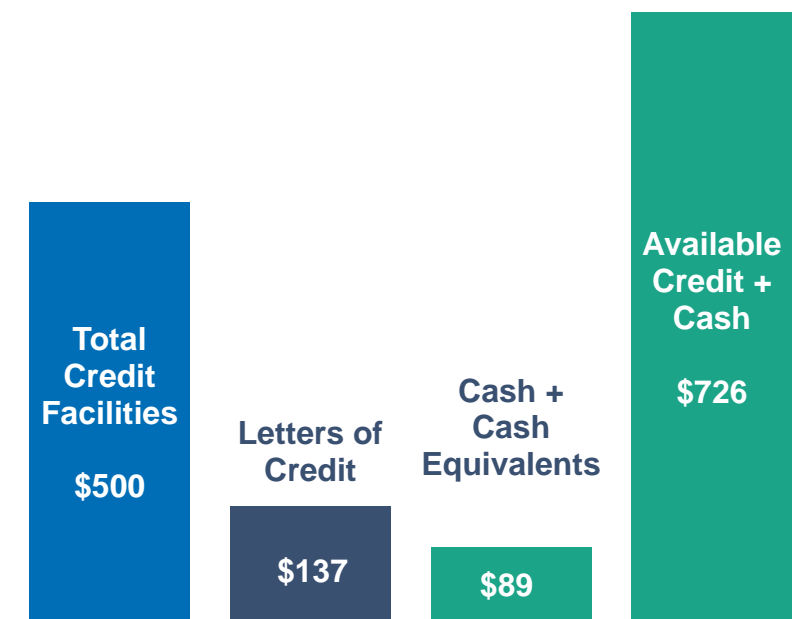 Total
Credit
Facilities
$500
Letters of
Credit
$137
Cash +
Cash
Equivalents
$89
Available
Credit +
Cash
$726